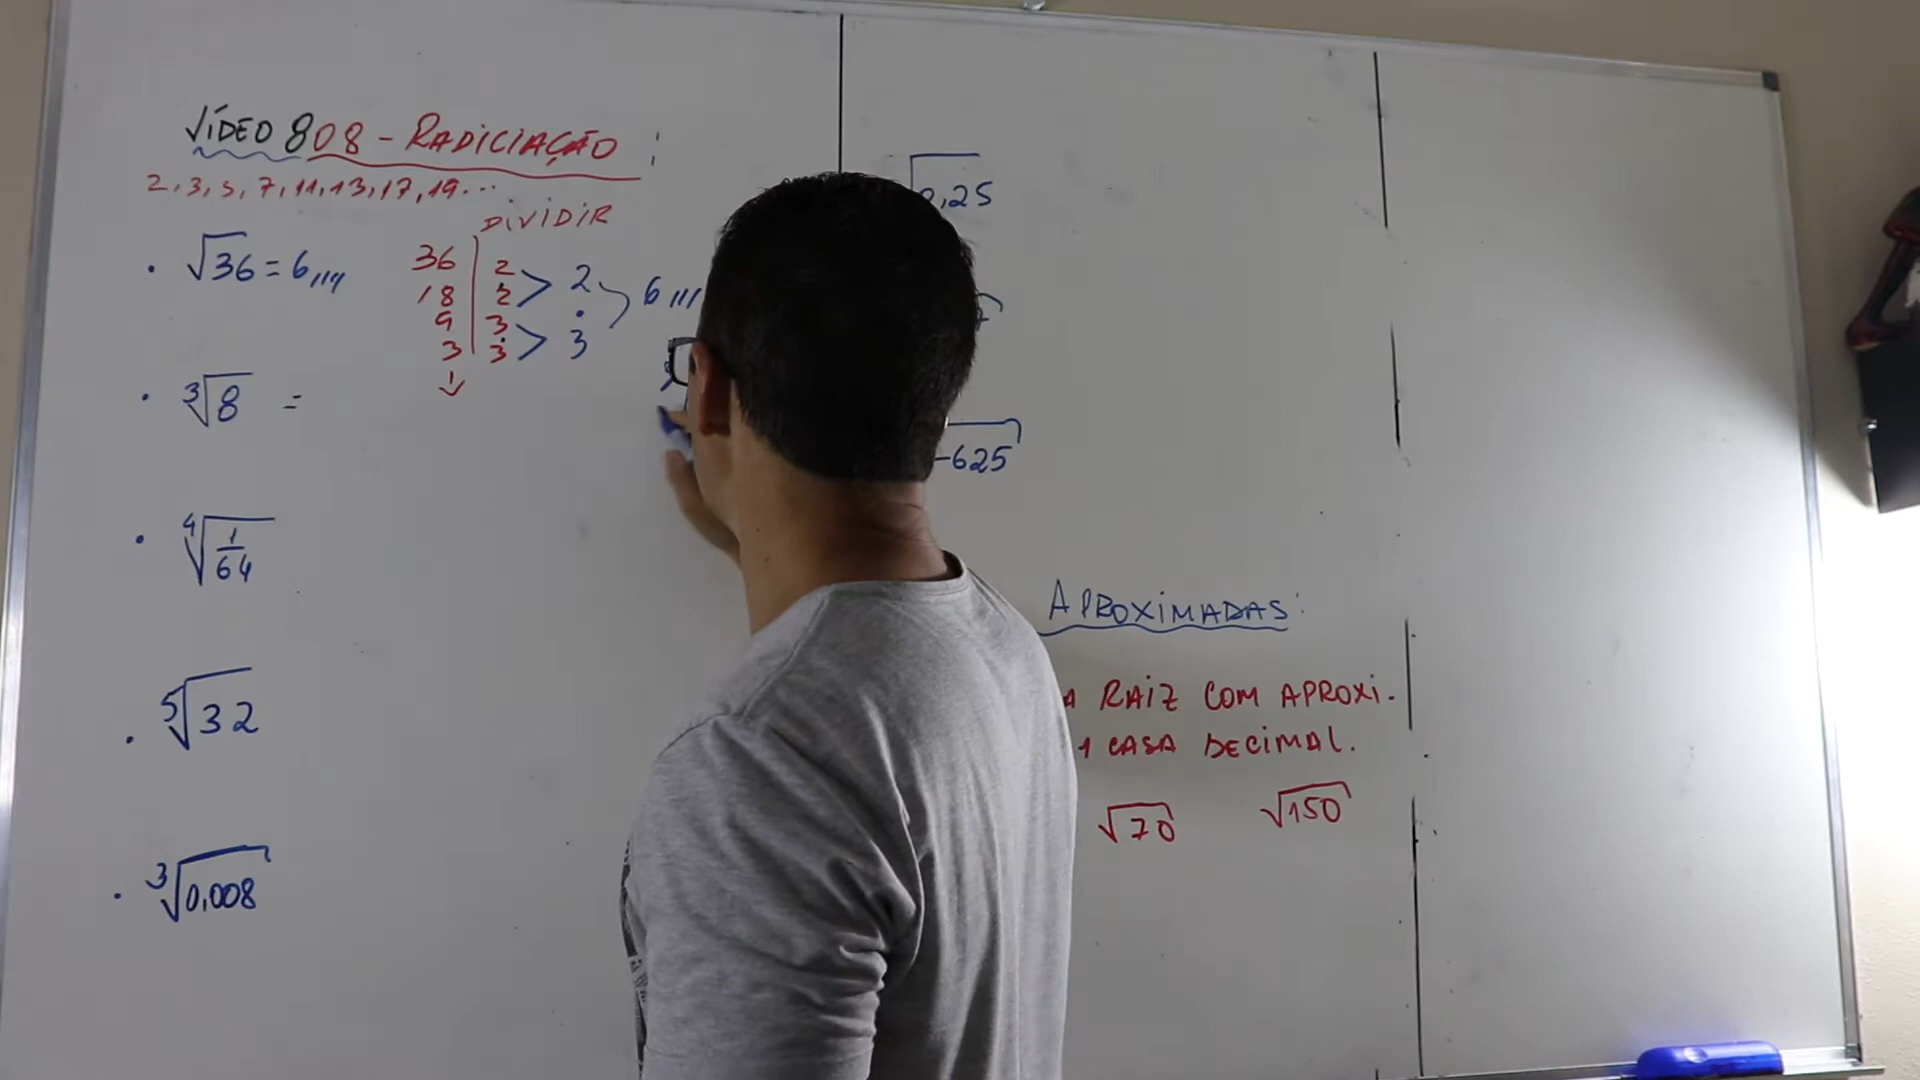 VÍDEO 808 - RADICIAÇÃO :
2,3,5,7,11,13,17,19...
DIVIDIR
• √36 = 6,,,,
36 | 2 > 2
18 | 2
6,,,,
9 | 3 > 3
3 | 3
1
• ³√8 =
• ⁴√1/64
• ⁵√32
• ³√0,008
,25
-625
APROXIMADAS:
A RAIZ COM APROXI-
1 CASA DECIMAL.
√70 √150